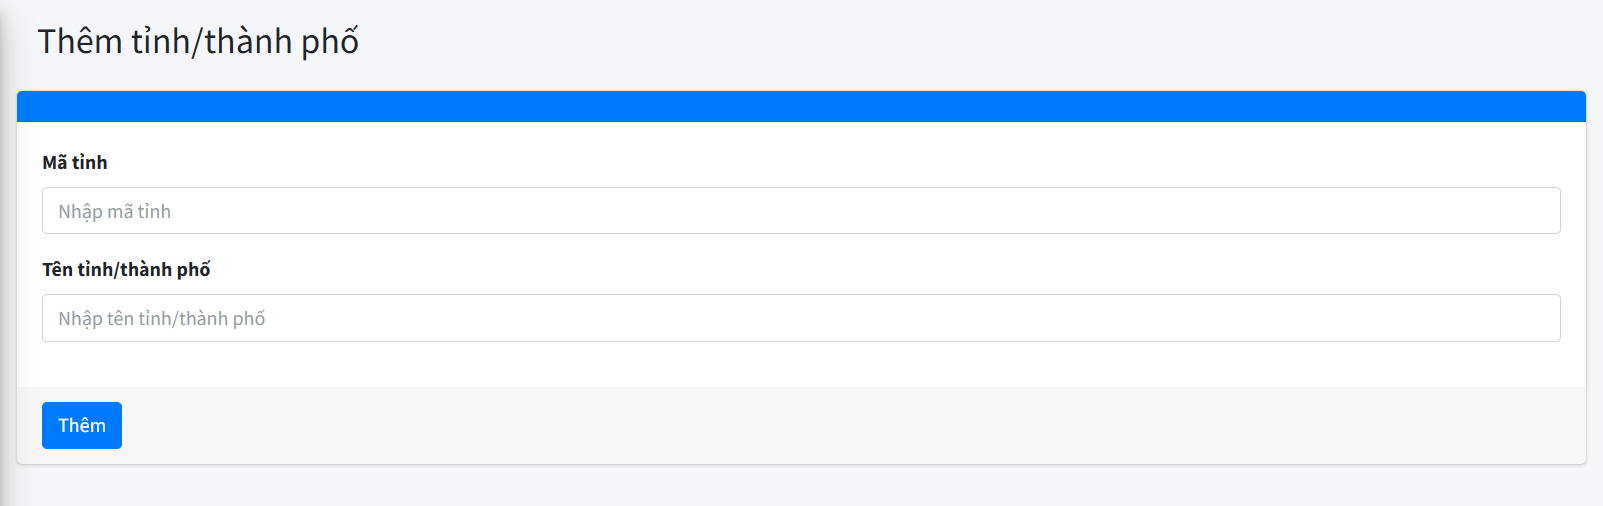 Thêm tỉnh/thành phố
Mã tỉnh
Nhập mã tỉnh
Tên tỉnh/thành phố
Nhập tên tỉnh/thành phố
Thêm